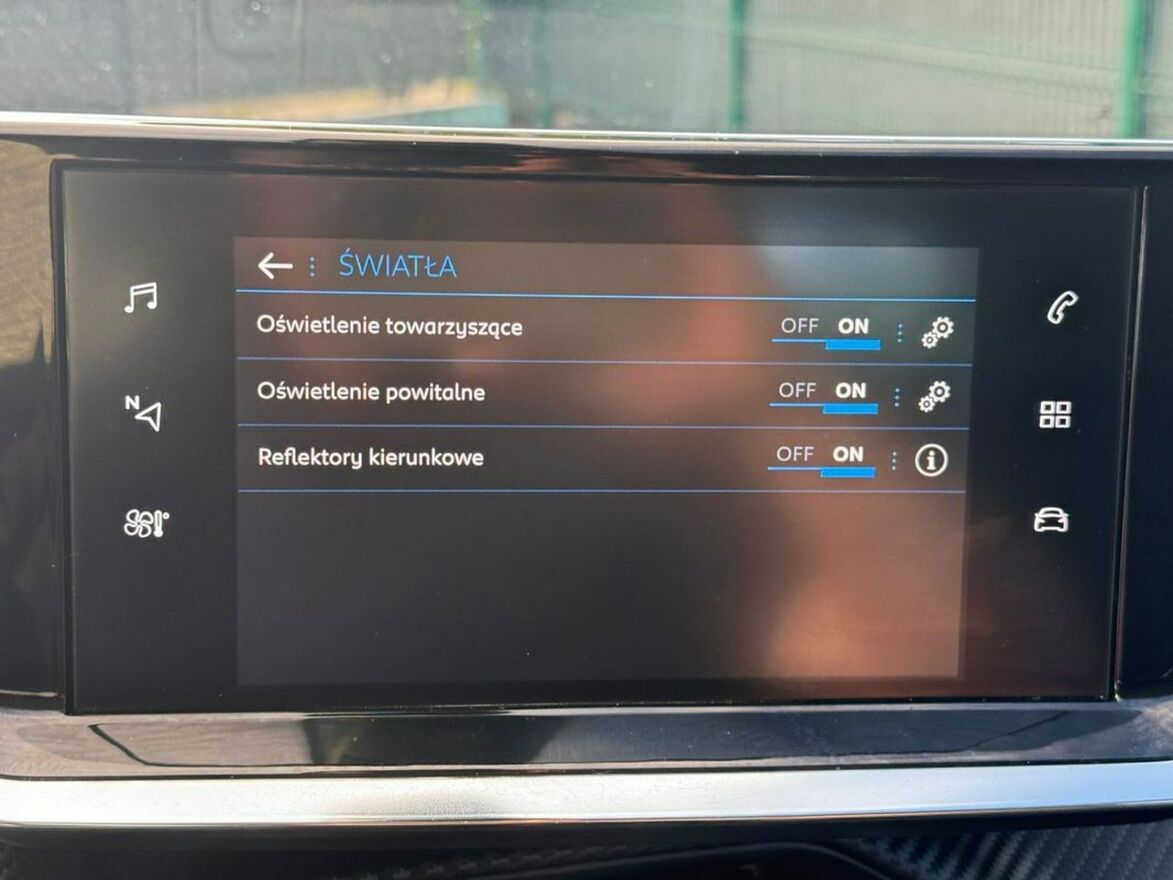 ŚWIATŁA
Oświetlenie towarzyszące OFF ON
N
Oświetlenie powitalne OFF ON
Reflektory kierunkowe OFF ON i